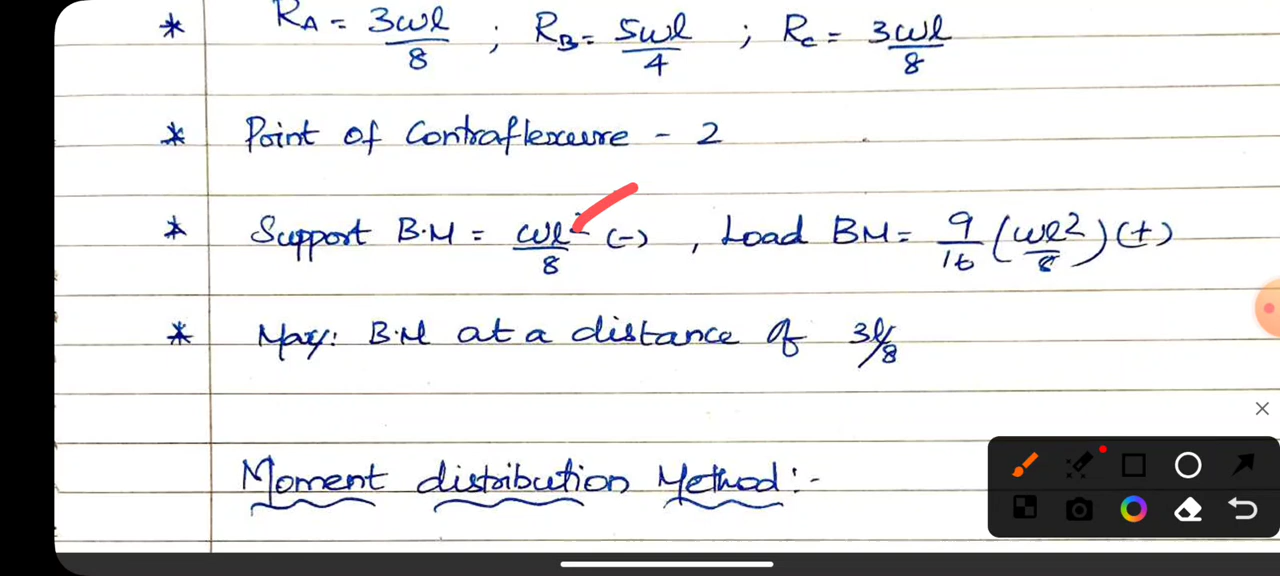 * RA = 3wl/8 ; RB = 5wl/4 ; Rc = 3wl/8
* Point of Contraflexeure - 2
* Support B.M = wl²/8 (-) , Load BM = 9/16 (wl²/8) (+)
* Max: B.M at a distance of 3l/8
Moment distribution Method :-